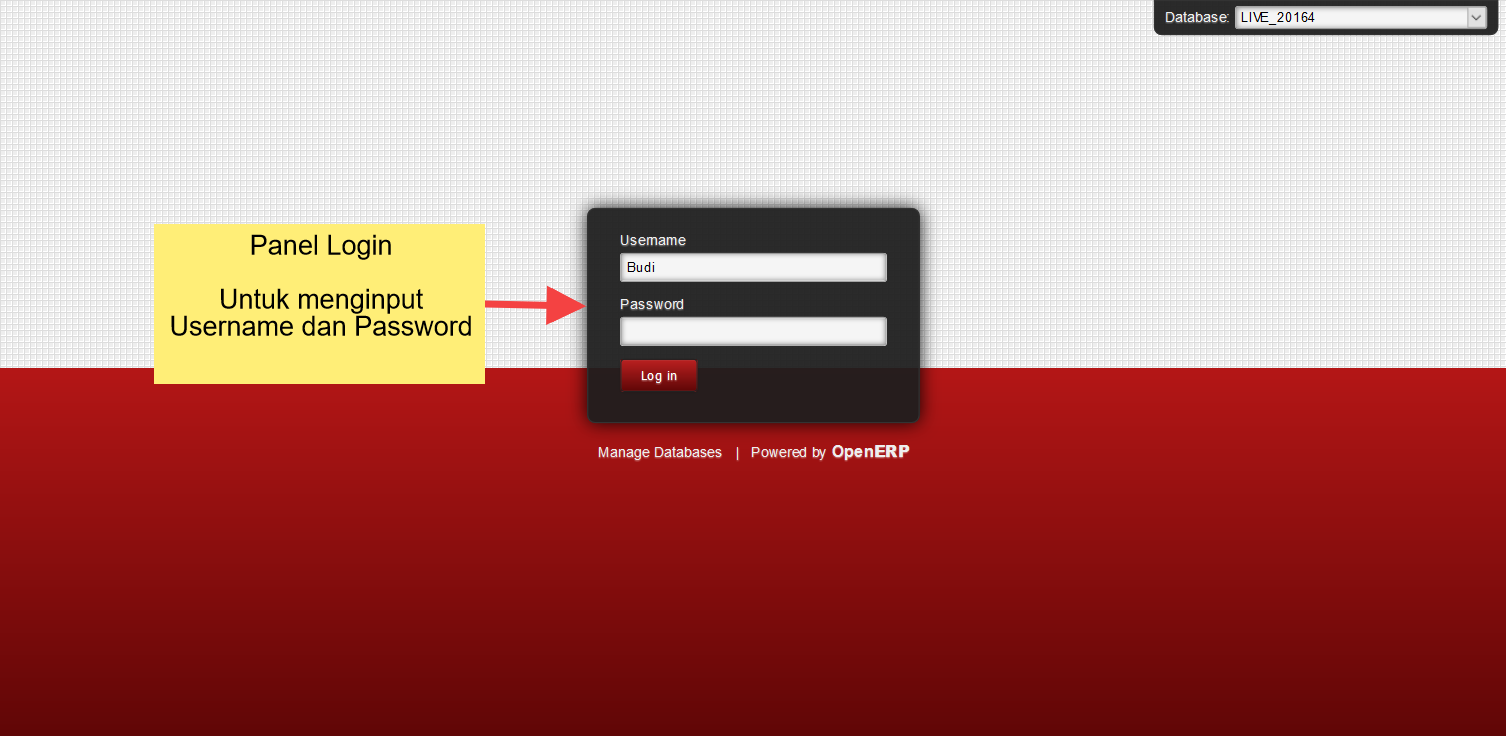 Database: LIVE_20164
Panel Login
Untuk menginput
Username dan Password
Username
Budi
Password
Log in
Manage Databases | Powered by OpenERP